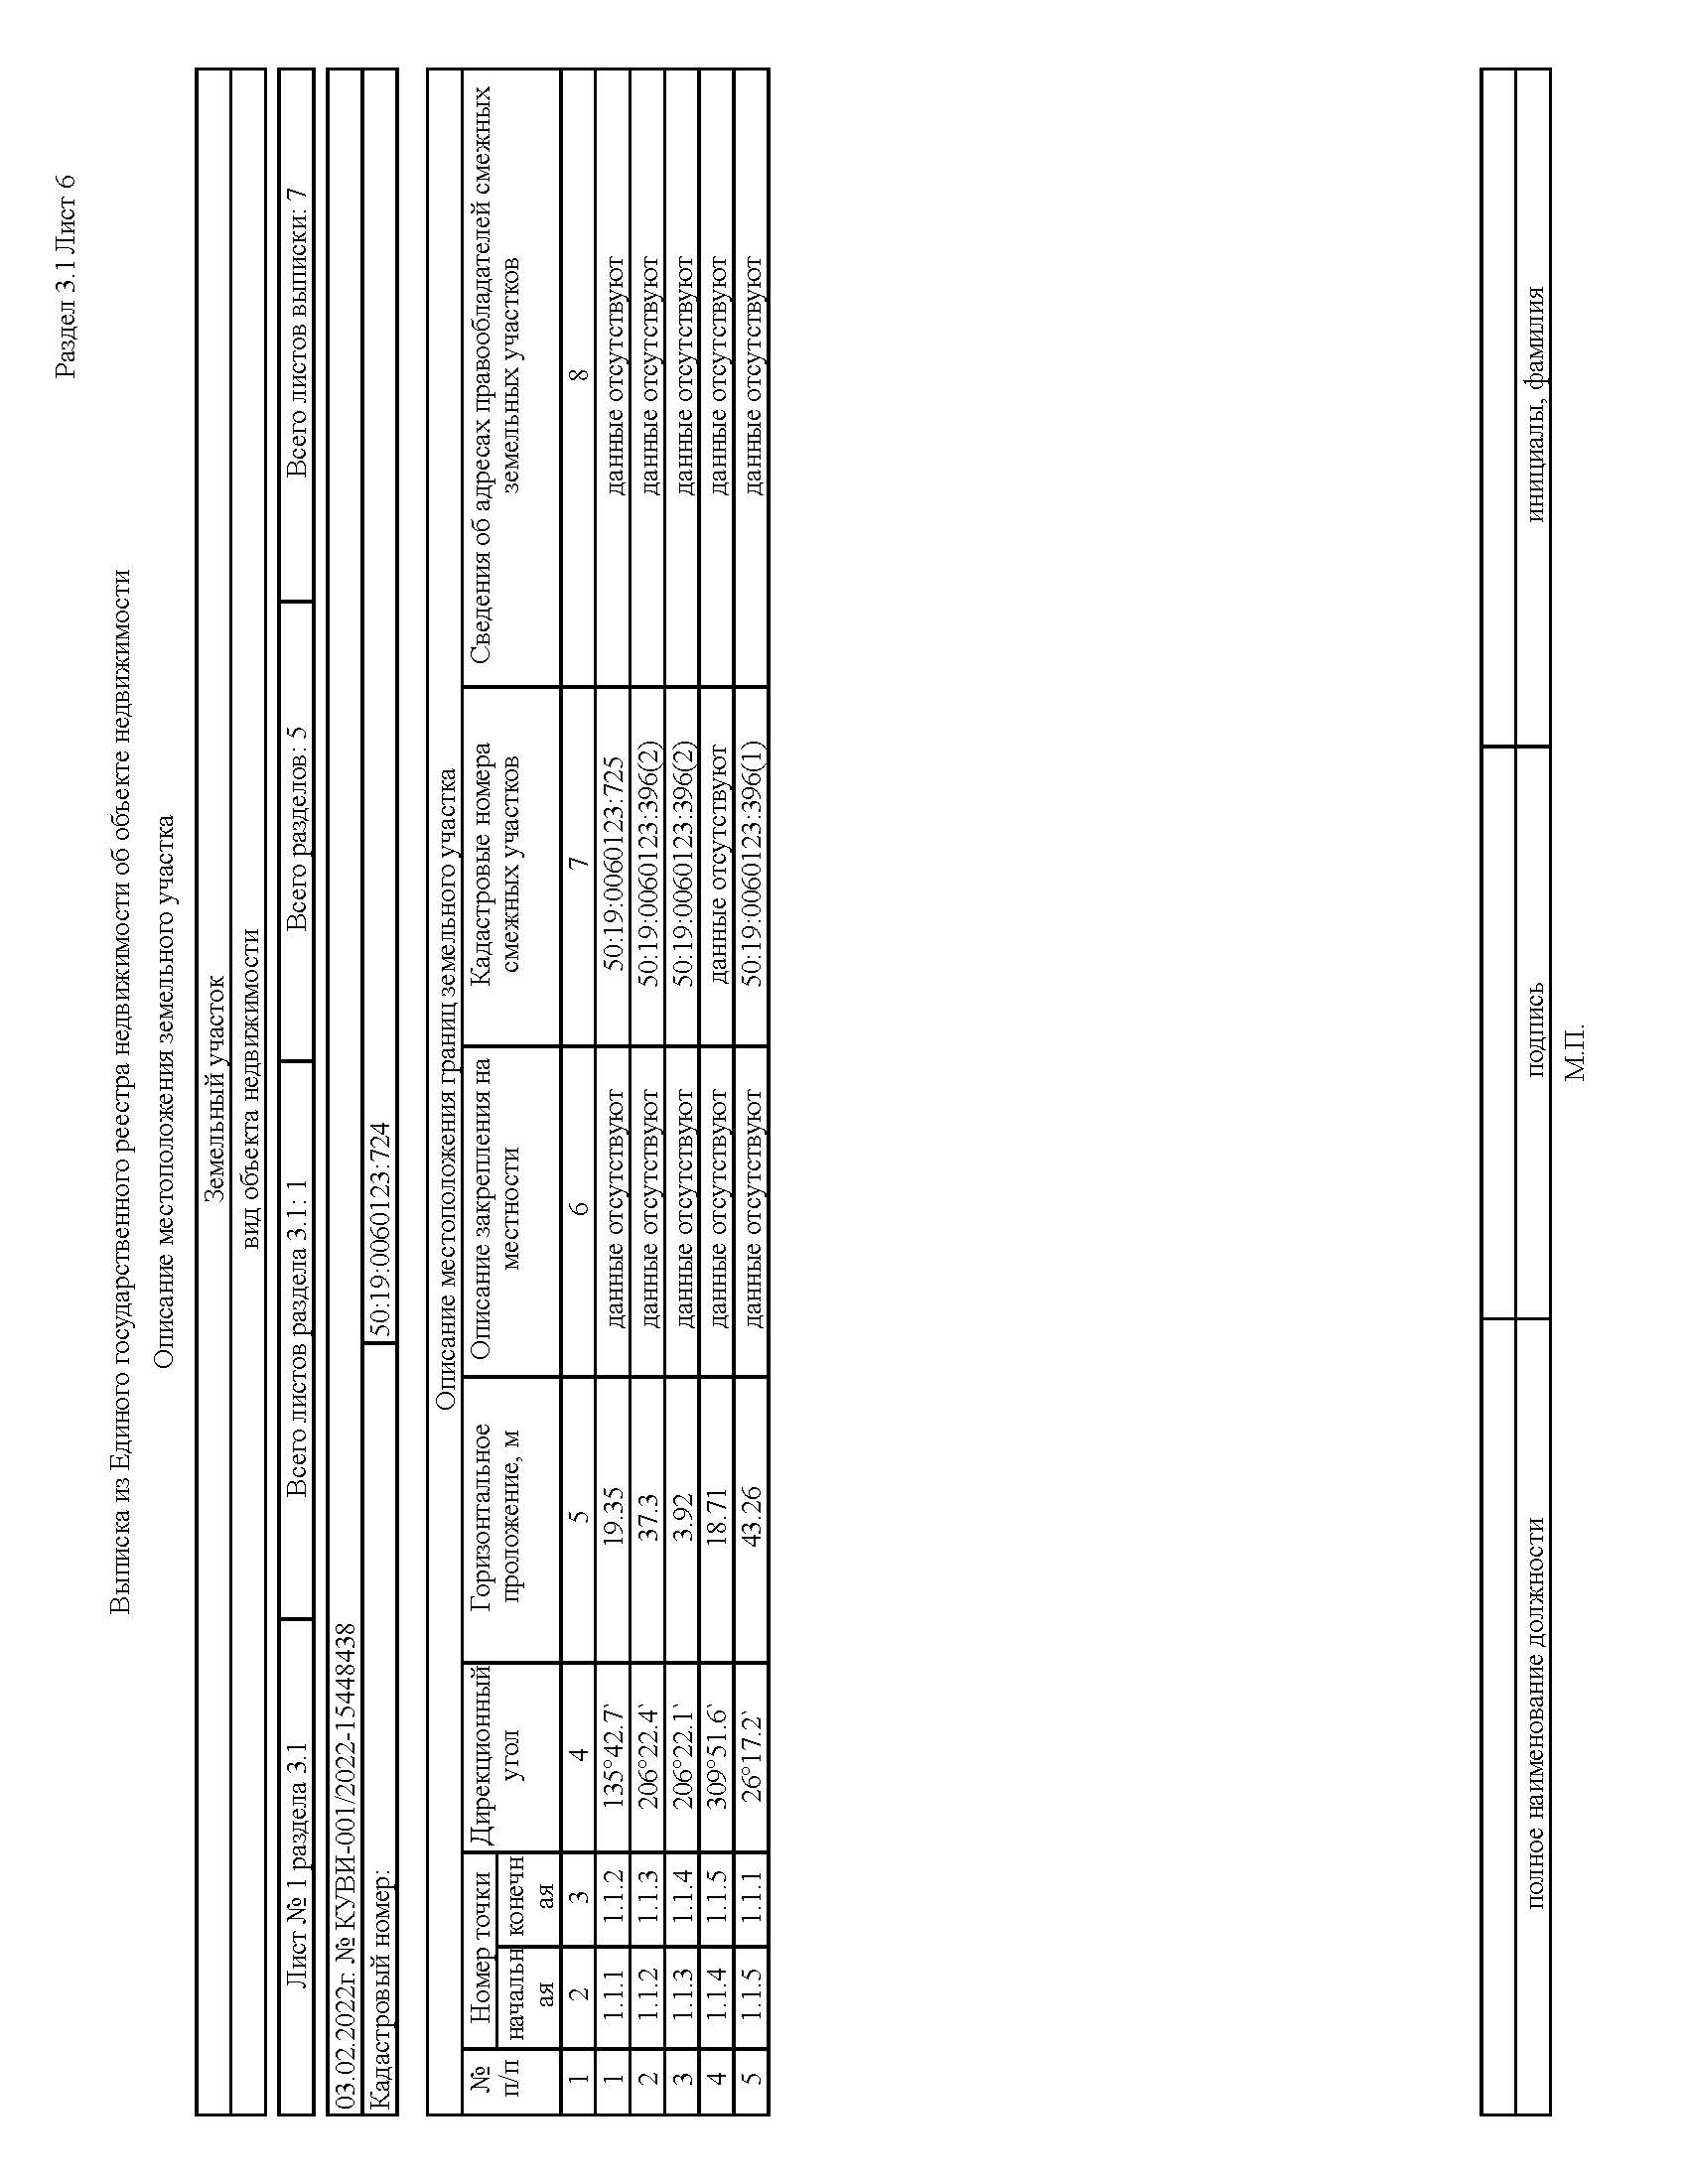 Раздел 3.1 Лист 6
Выписка из Единого государственного реестра недвижимости об объекте недвижимости
Описание местоположения земельного участка
Земельный участок
вид объекта недвижимости
Лист № 1 раздела 3.1 Всего листов раздела 3.1: 1 Всего разделов: 5 Всего листов выписки: 7
03.02.2022г. № КУВИ-001/2022-15448438
Кадастровый номер: 50:19:0060123:724
Описание местоположения границ земельного участка
№ Номер точки Дирекционный Горизонтальное Описание закрепления на Кадастровые номера Сведения об адресах правообладателей смежных
п/п начальн конечн угол проложение, м местности смежных участков земельных участков
ая ая
1 2 3 4 5 6 7 8
1 1.1.1 1.1.2 135°42.7` 19.35 данные отсутствуют 50:19:0060123:725 данные отсутствуют
2 1.1.2 1.1.3 206°22.4` 37.3 данные отсутствуют 50:19:0060123:396(2) данные отсутствуют
3 1.1.3 1.1.4 206°22.1` 3.92 данные отсутствуют 50:19:0060123:396(2) данные отсутствуют
4 1.1.4 1.1.5 309°51.6` 18.71 данные отсутствуют данные отсутствуют данные отсутствуют
5 1.1.5 1.1.1 26°17.2` 43.26 данные отсутствуют 50:19:0060123:396(1) данные отсутствуют
полное наименование должности подпись инициалы, фамилия
М.П.